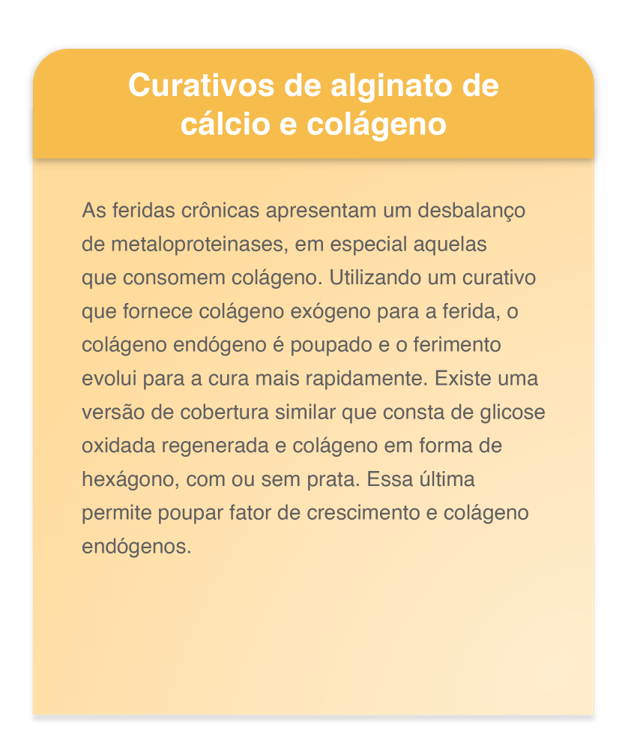 Curativos de alginato de
cálcio e colágeno
As feridas crônicas apresentam um desbalanço
de metaloproteinases, em especial aquelas
que consomem colágeno. Utilizando um curativo
que fornece colágeno exógeno para a ferida, o
colágeno endógeno é poupado e o ferimento
evolui para a cura mais rapidamente. Existe uma
versão de cobertura similar que consta de glicose
oxidada regenerada e colágeno em forma de
hexágono, com ou sem prata. Essa última
permite poupar fator de crescimento e colágeno
endógenos.